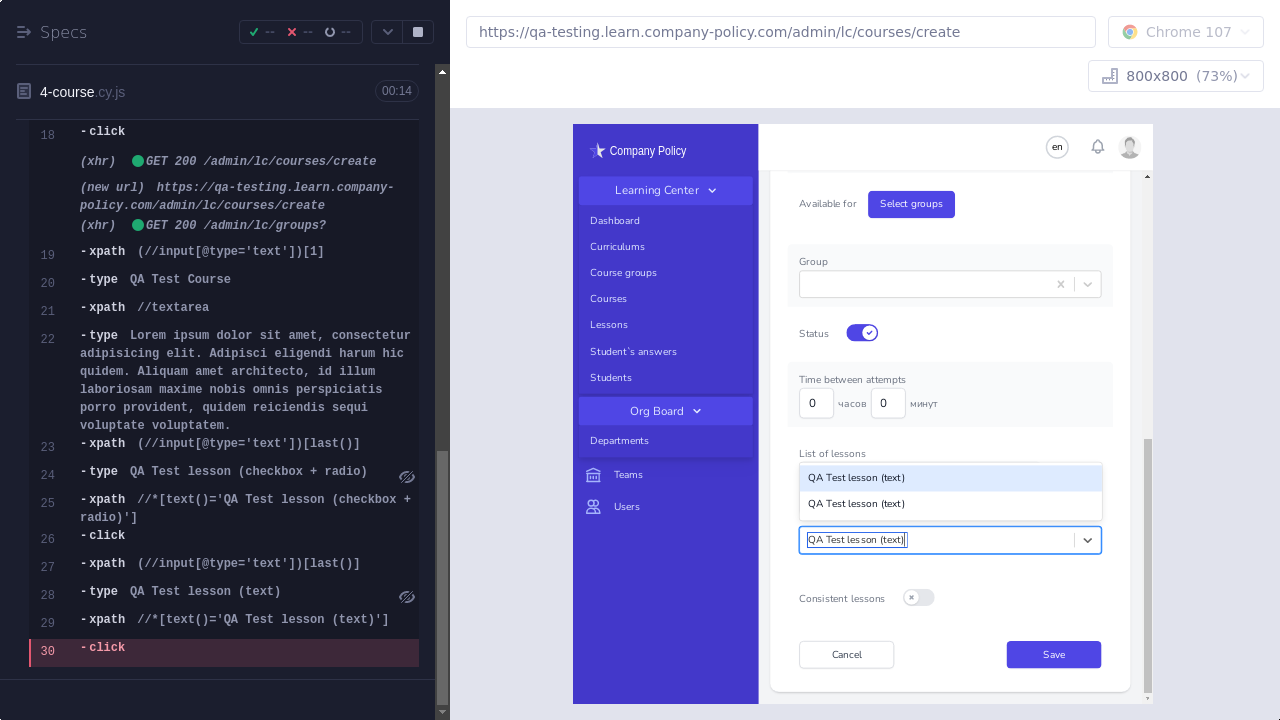 Specs
--
--
--
4-course.cy.js
00:14
18 -click
(xhr) GET 200 /admin/lc/courses/create
(new url) https://qa-testing.learn.company-
policy.com/admin/lc/courses/create
(xhr) GET 200 /admin/lc/groups?
19 -xpath (//input[@type='text'])[1]
20 -type QA Test Course
21 -xpath //textarea
22 -type Lorem ipsum dolor sit amet, consectetur
adipisicing elit. Adipisci eligendi harum hic
quidem. Aliquam amet architecto, id illum
laboriosam maxime nobis omnis perspiciatis
porro provident, quidem reiciendis sequi
voluptate voluptatem.
23 -xpath (//input[@type='text'])[last()]
24 -type QA Test lesson (checkbox + radio)
25 -xpath //*[text()='QA Test lesson (checkbox +
radio)']
26 -click
27 -xpath (//input[@type='text'])[last()]
28 -type QA Test lesson (text)
29 -xpath //*[text()='QA Test lesson (text)']
30 -click
https://qa-testing.learn.company-policy.com/admin/lc/courses/create
Chrome 107
800x800 (73%)
Company Policy
Learning Center
Dashboard
Curriculums
Course groups
Courses
Lessons
Student`s answers
Students
Org Board
Departments
Teams
Users
en
Available for
Select groups
Group
Status
Time between attempts
0 часов 0 минут
List of lessons
QA Test lesson (text)
QA Test lesson (text)
QA Test lesson (text)
Consistent lessons
Cancel
Save